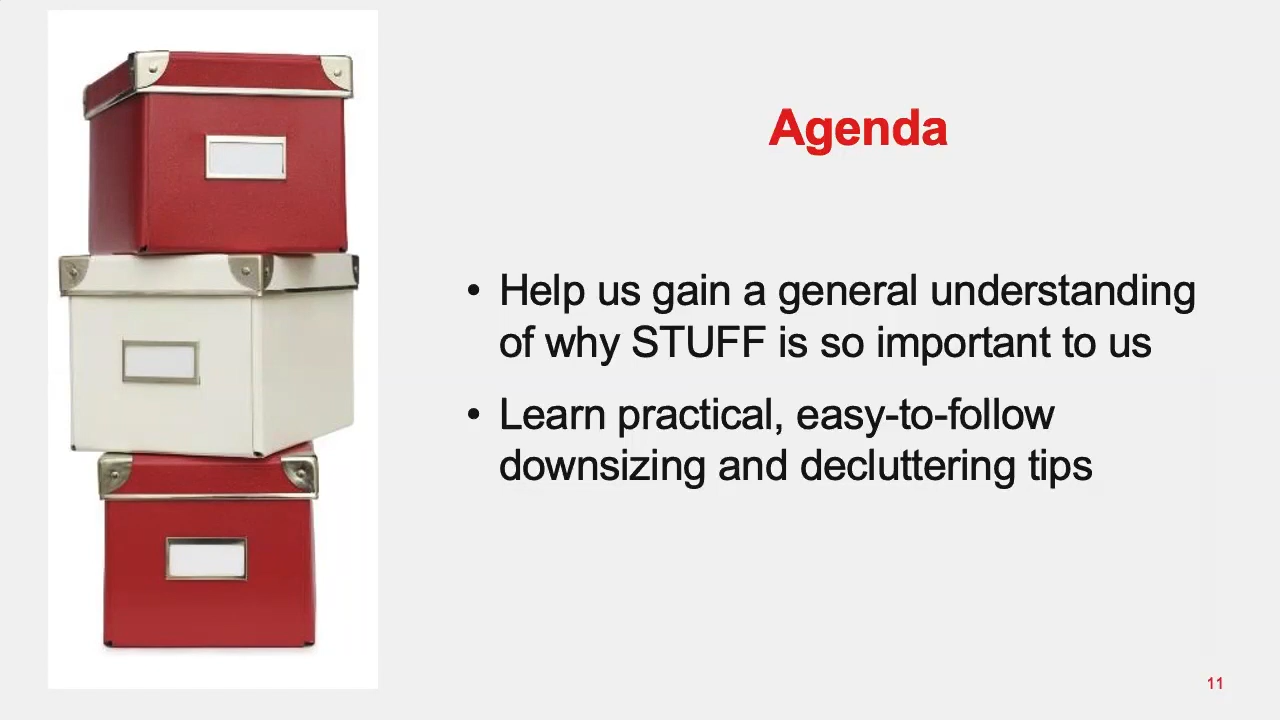 Agenda
• Help us gain a general understanding
of why STUFF is so important to us
• Learn practical, easy-to-follow
downsizing and decluttering tips
11